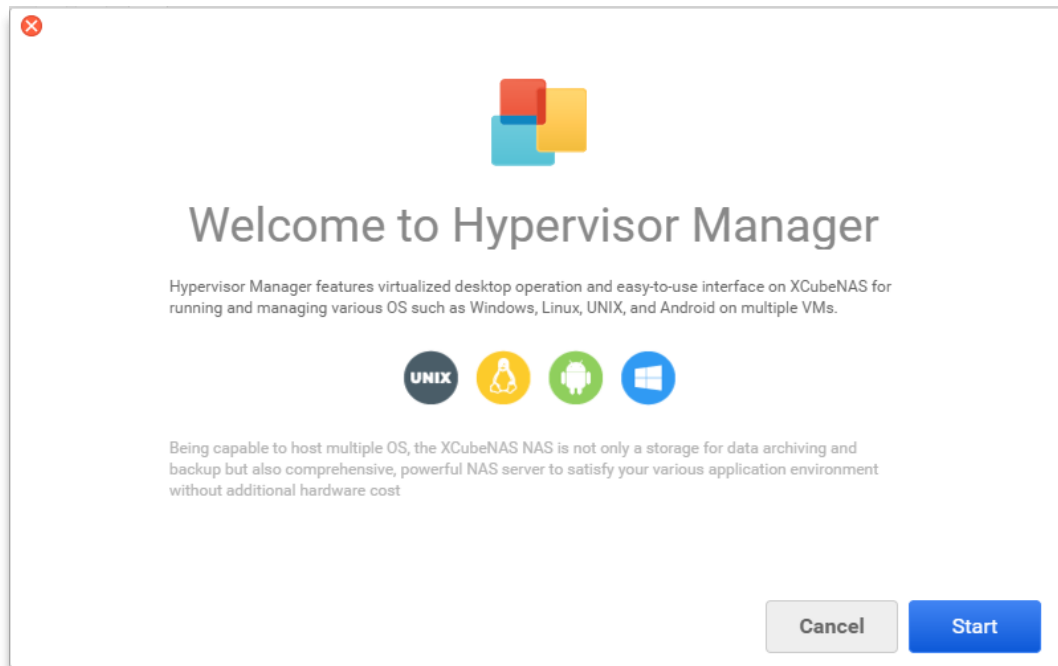 Welcome to Hypervisor Manager
Hypervisor Manager features virtualized desktop operation and easy-to-use interface on XCubeNAS for
running and managing various OS such as Windows, Linux, UNIX, and Android on multiple VMs.
UNIX
Being capable to host multiple OS, the XCubeNAS NAS is not only a storage for data archiving and
backup but also comprehensive, powerful NAS server to satisfy your various application environment
without additional hardware cost
Cancel Start